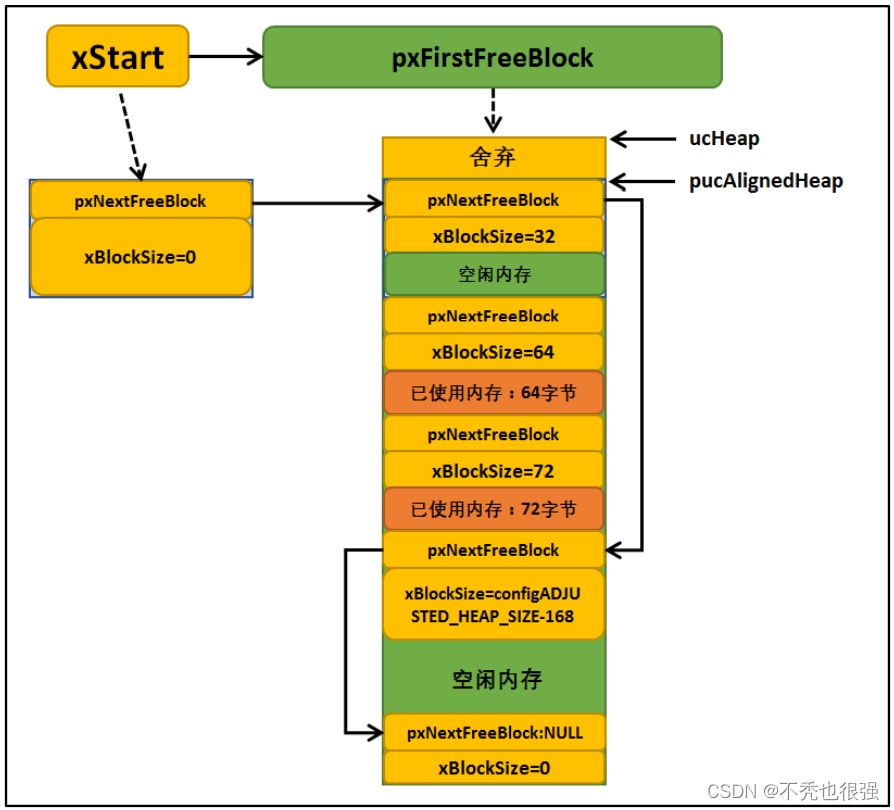 xStart
pxFirstFreeBlock
ucHeap
舍弃
pucAlignedHeap
pxNextFreeBlock
xBlockSize=0
pxNextFreeBlock
xBlockSize=32
空闲内存
pxNextFreeBlock
xBlockSize=64
已使用内存：64字节
pxNextFreeBlock
xBlockSize=72
已使用内存：72字节
pxNextFreeBlock
xBlockSize=configADJU
STED_HEAP_SIZE-168
空闲内存
pxNextFreeBlock:NULL
xBlockSize=0
CSDN @不秃也很强